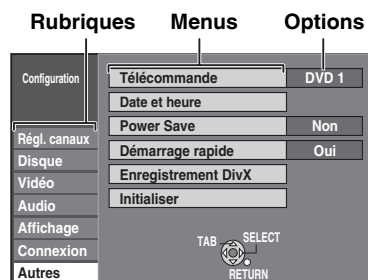 Rubriques Menus Options
Configuration
Télécommande DVD 1
Date et heure
Power Save Non
Démarrage rapide Oui
Enregistrement DivX
Initialiser
Régl. canaux
Disque
Vidéo
Audio
Affichage
Connexion
Autres
TAB SELECT
RETURN